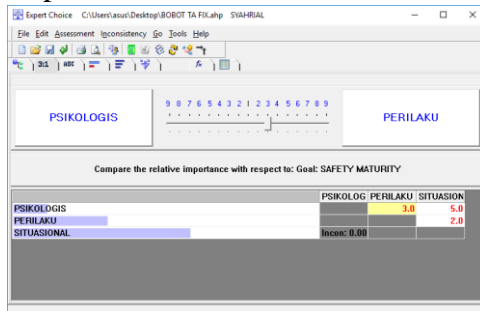 Expert Choice C:\Users\asus\Desktop\BOBOT TA FIX.ahp SYAHRIAL
File Edit Assessment Inconsistency Go Tools Help
3:1 ABC
9 8 7 6 5 4 3 2 1 2 3 4 5 6 7 8 9
PSIKOLOGIS PERILAKU
Compare the relative importance with respect to: Goal: SAFETY MATURITY
PSIKOLOG PERILAKU SITUASION
PSIKOLOGIS 3.0 5.0
PERILAKU 2.0
SITUASIONAL Incon: 0.00